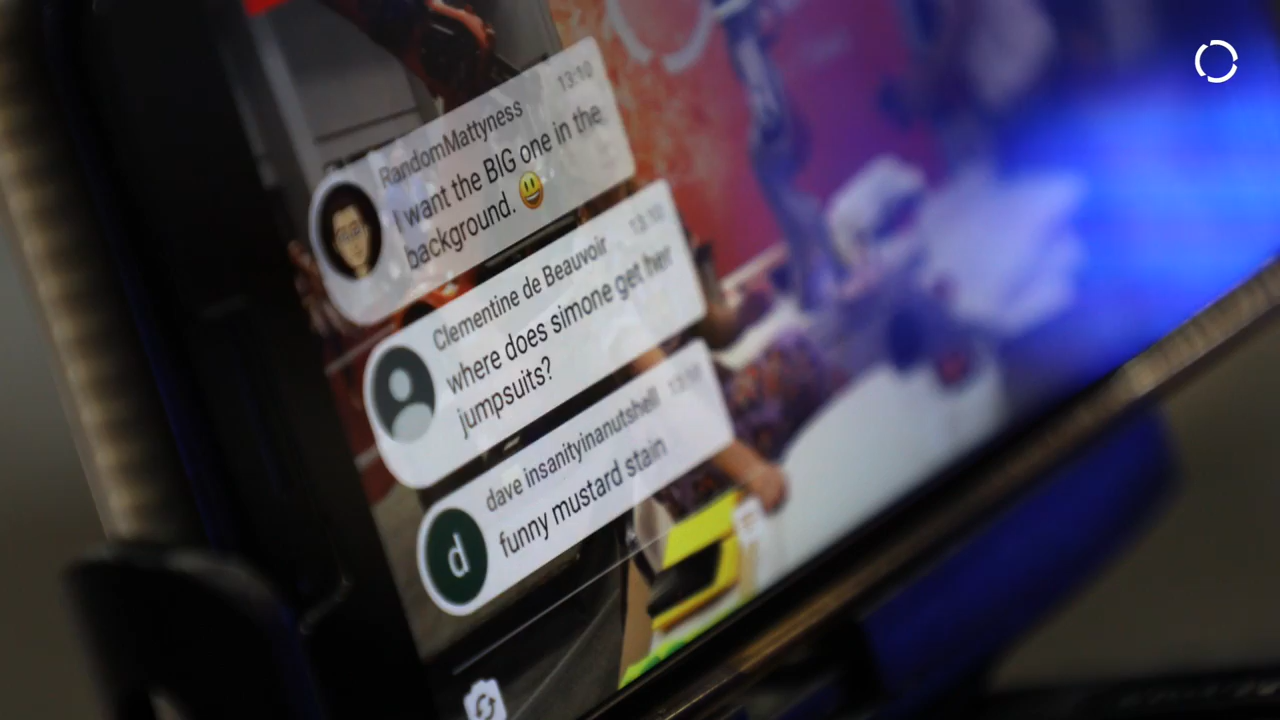 RandomMattyness 13:10
I want the BIG one in the
background. 😃
Clementine de Beauvoir 13:10
where does simone get her
jumpsuits?
dave insanityinanutshell 13:10
funny mustard stain
d